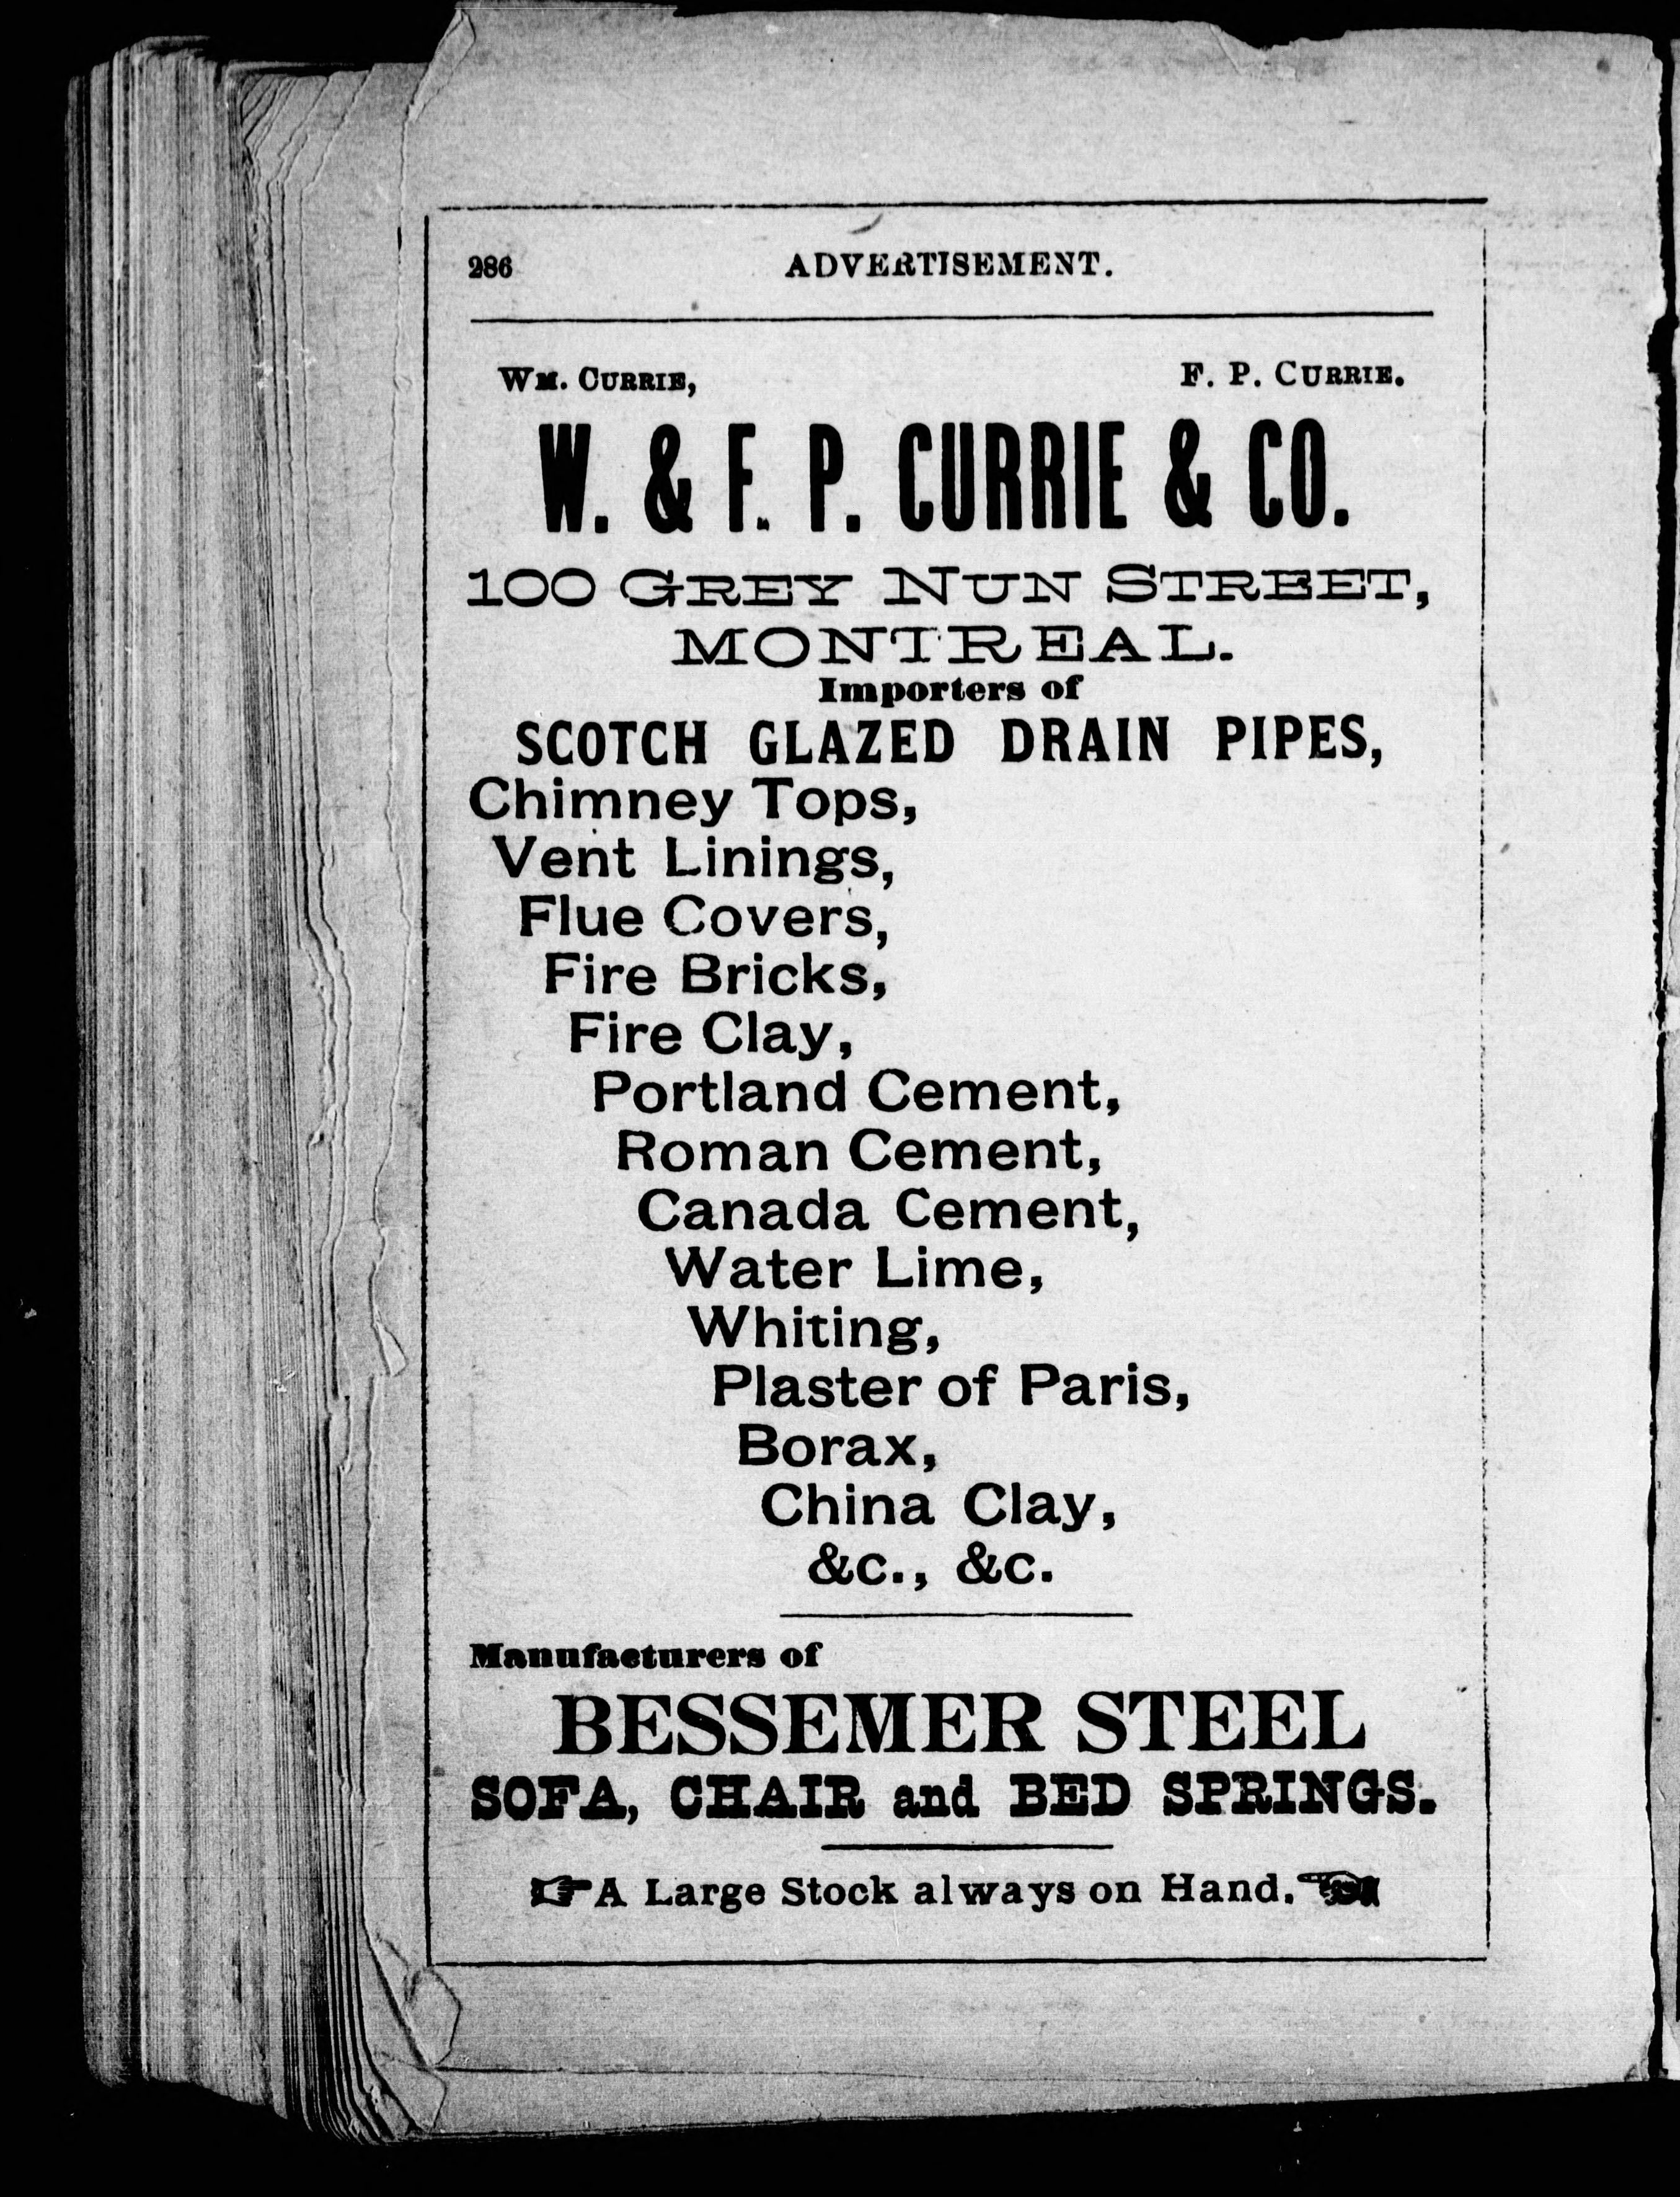 286 ADVERTISEMENT.
Wm. Currie, F. P. Currie.
W. & F. P. CURRIE & CO.
100 Grey Nun Street,
MONTREAL.
Importers of
SCOTCH GLAZED DRAIN PIPES,
Chimney Tops,
Vent Linings,
Flue Covers,
Fire Bricks,
Fire Clay,
Portland Cement,
Roman Cement,
Canada Cement,
Water Lime,
Whiting,
Plaster of Paris,
Borax,
China Clay,
&c., &c.
Manufacturers of
BESSEMER STEEL
SOFA, CHAIR and BED SPRINGS.
☞A Large Stock always on Hand.☜